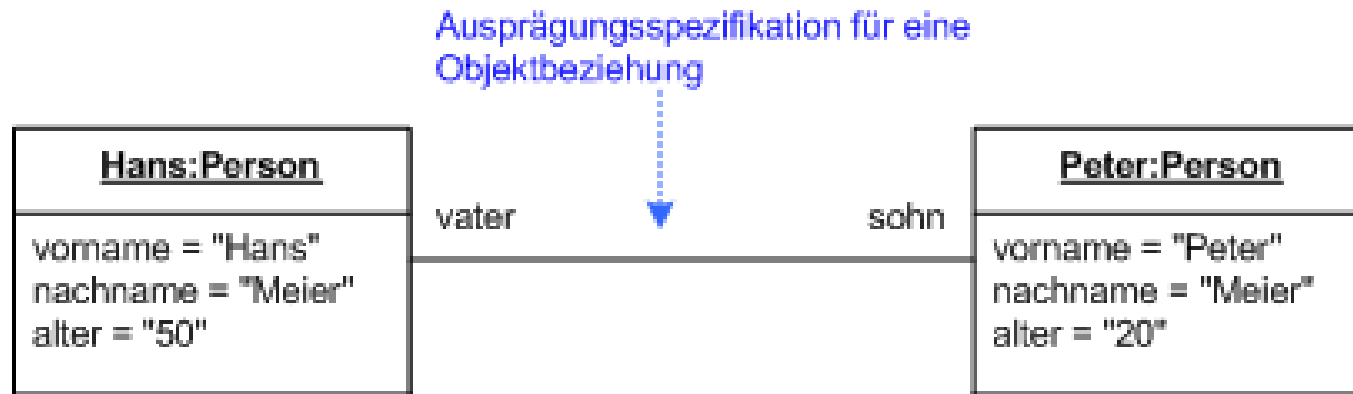 Ausprägungsspezifikation für eine
Objektbeziehung
Hans:Person
vorname = "Hans"
nachname = "Meier"
alter = "50"
vater
sohn
Peter:Person
vorname = "Peter"
nachname = "Meier"
alter = "20"